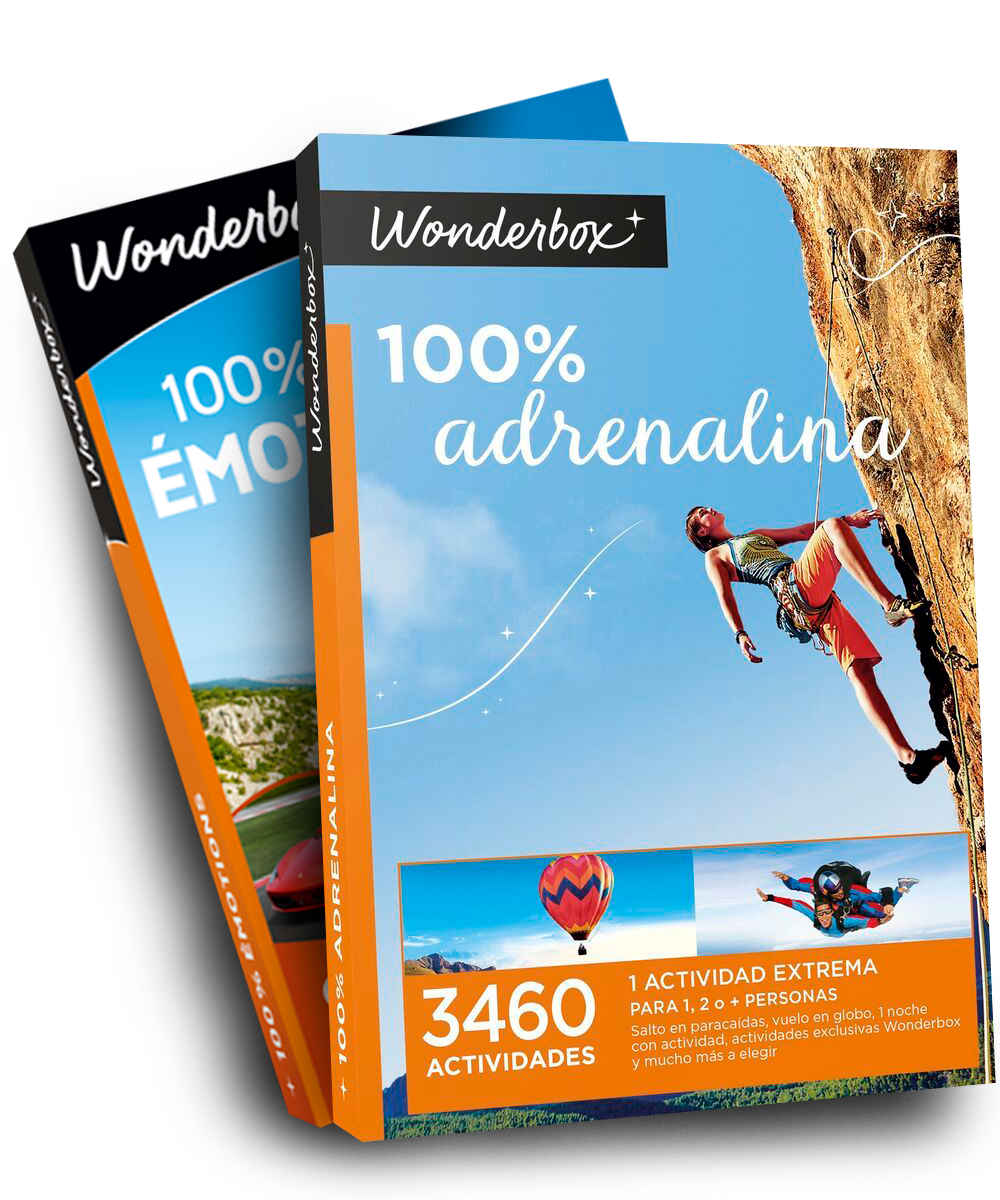 Wonderbox
100%
adrenalina
3460
ACTIVIDADES
1 ACTIVIDAD EXTREMA
PARA 1, 2 o + PERSONAS
Salto en paracaídas, vuelo en globo, 1 noche
con actividad, actividades exclusivas Wonderbox
y mucho más a elegir
Wonderbox
100% ADRENALINA
Wonderbo
100%
ÉMOT
Wonderbox
100 % ÉMOTIONS